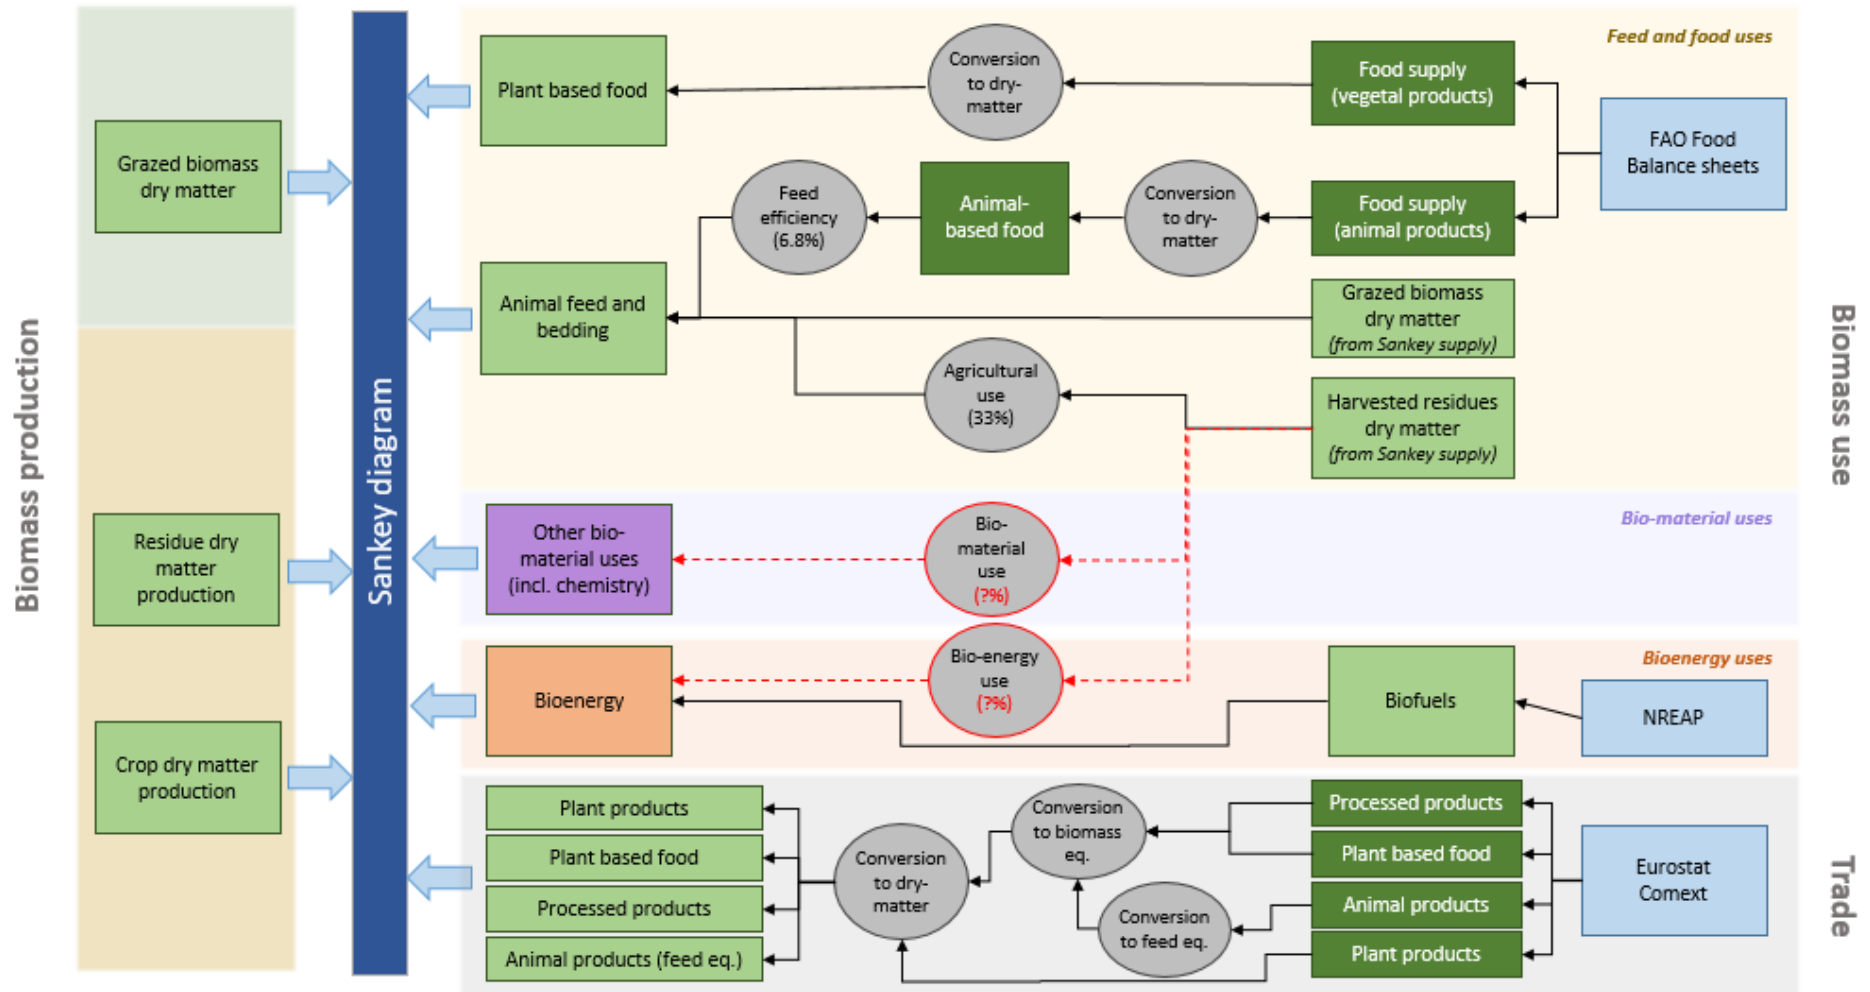 Biomass production
Grazed biomass
dry matter
Residue dry
matter
production
Crop dry matter
production
Sankey diagram
Feed and food uses
Plant based food
Conversion
to dry-
matter
Food supply
(vegetal products)
FAO Food
Balance sheets
Feed
efficiency
(6.8%)
Animal-
based food
Conversion
to dry-
matter
Food supply
(animal products)
Animal feed and
bedding
Grazed biomass
dry matter
(from Sankey supply)
Agricultural
use
(33%)
Harvested residues
dry matter
(from Sankey supply)
Biomass use
Bio-material uses
Other bio-
material uses
(incl. chemistry)
Bio-
material
use
(?%)
Bioenergy uses
Bioenergy
Bio-energy
use
(?%)
Biofuels
NREAP
Plant products
Plant based food
Processed products
Animal products (feed eq.)
Conversion
to dry-
matter
Conversion
to biomass
eq.
Conversion
to feed eq.
Processed products
Plant based food
Animal products
Plant products
Eurostat
Comext
Trade